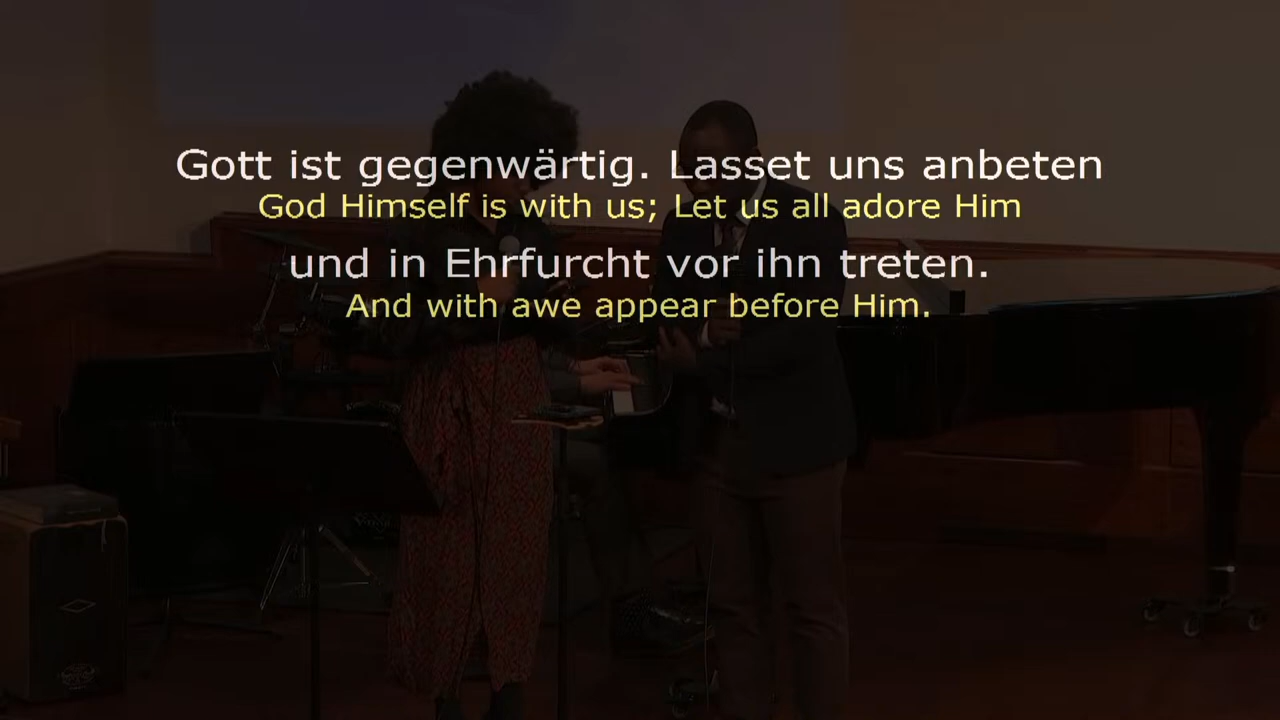 Gott ist gegenwärtig. Lasset uns anbeten
God Himself is with us; Let us all adore Him
und in Ehrfurcht vor ihn treten.
And with awe appear before Him.